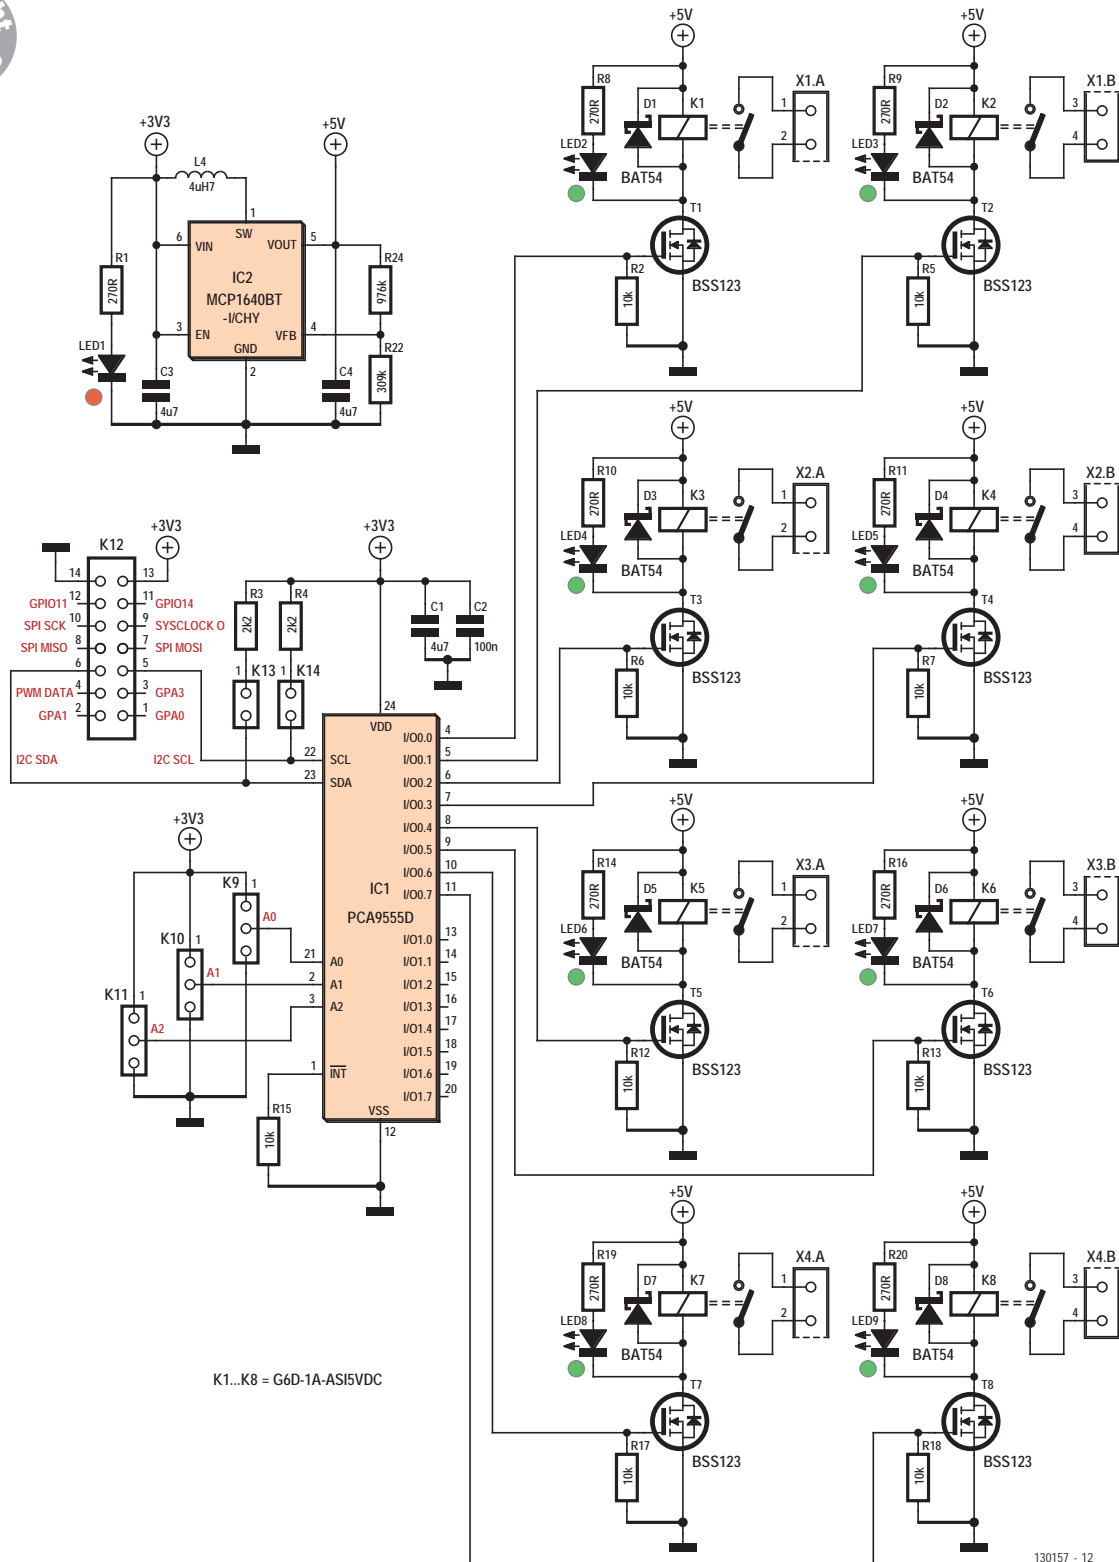 +5V
+5V
R8
270R
D1
K1
X1.A
1
2
LED2
BAT54
T1
R2
10k
BSS123
R9
270R
D2
K2
X1.B
3
4
LED3
BAT54
T2
R5
10k
BSS123
+3V3
+5V
L4
4uH7
1
SW
6
VIN
VOUT
5
R1
270R
IC2
MCP1640BT
-I/CHY
R24
976k
3
EN
VFB
4
GND
2
LED1
C3
4u7
C4
4u7
R22
309k
+5V
+5V
R10
270R
D3
K3
X2.A
1
2
LED4
BAT54
T3
R6
10k
BSS123
R11
270R
D4
K4
X2.B
3
4
LED5
BAT54
T4
R7
10k
BSS123
+3V3
+3V3
K12
14
13
GPIO11
12
11
GPIO14
SPI SCK
10
9
SYSCLOCK O
SPI MISO
8
7
SPI MOSI
6
5
PWM DATA
4
3
GPA3
GPA1
2
1
GPA0
I2C SDA
I2C SCL
R3
2k2
R4
2k2
1
K13
1
K14
C1
4u7
C2
100n
24
VDD
22
SCL
23
SDA
I/O0.0
4
I/O0.1
5
I/O0.2
6
I/O0.3
7
I/O0.4
8
I/O0.5
9
I/O0.6
10
I/O0.7
11
IC1
PCA9555D
I/O1.0
13
I/O1.1
14
I/O1.2
15
I/O1.3
16
I/O1.4
17
I/O1.5
18
I/O1.6
19
I/O1.7
20
21
A0
2
A1
3
A2
1
INT
VSS
12
+3V3
K9
1
A0
K10
1
A1
K11
1
A2
R15
10k
+5V
+5V
R14
270R
D5
K5
X3.A
1
2
LED6
BAT54
T5
R12
10k
BSS123
R16
270R
D6
K6
X3.B
3
4
LED7
BAT54
T6
R13
10k
BSS123
+5V
+5V
R19
270R
D7
K7
X4.A
1
2
LED8
BAT54
T7
R17
10k
BSS123
R20
270R
D8
K8
X4.B
3
4
LED9
BAT54
T8
R18
10k
BSS123
K1...K8 = G6D-1A-ASI5VDC
130157 - 12